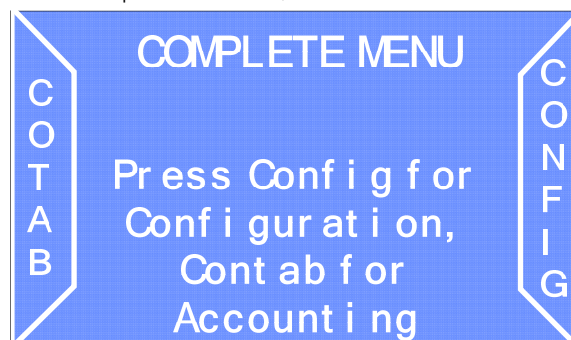 COMPLETE MENU
COTAB
CONFIG
Press Config for
Configuration,
Contab for
Accounting